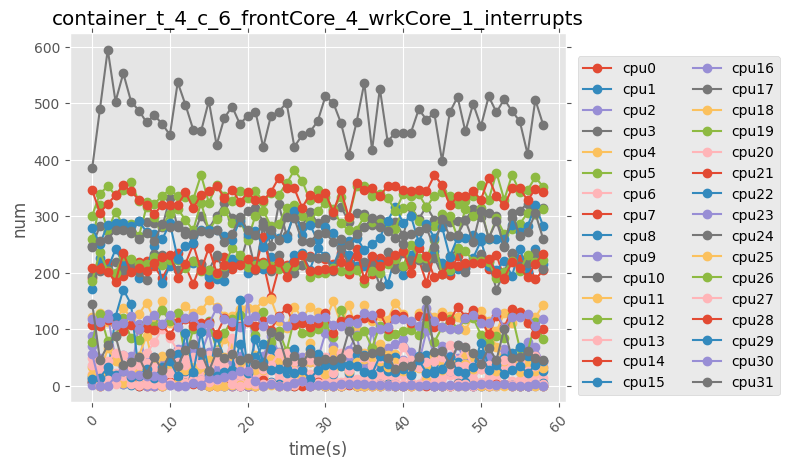 container_t_4_c_6_frontCore_4_wrkCore_1_interrupts
600
500
400
300
200
100
0
num
0 10 20 30 40 50 60
time(s)
cpu0 cpu16
cpu1 cpu17
cpu2 cpu18
cpu3 cpu19
cpu4 cpu20
cpu5 cpu21
cpu6 cpu22
cpu7 cpu23
cpu8 cpu24
cpu9 cpu25
cpu10 cpu26
cpu11 cpu27
cpu12 cpu28
cpu13 cpu29
cpu14 cpu30
cpu15 cpu31